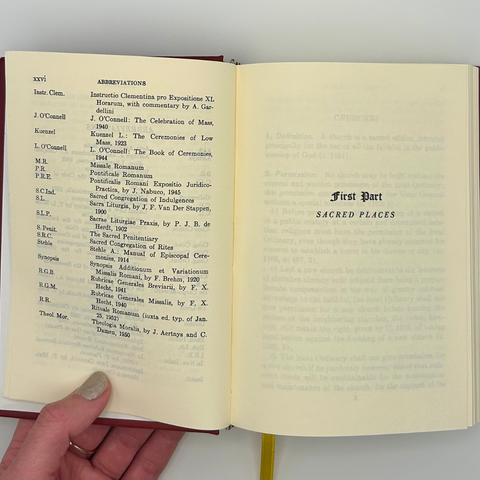 xxvi
ABBREVIATIONS
Instr. Clem. Instructio Clementina pro Expositione XL
Horarum, with commentary by A. Gar-
dellini
J. O'Connell J. O'Connell: The Celebration of Mass,
1940
Kuenzel Kuenzel L.: The Ceremonies of Low
Mass, 1923
L. O'Connell L. O'Connell: The Book of Ceremonies,
1944
M.R. Missale Romanum
P.R. Pontificale Romanum
P.R.E. Pontificalis Romani Expositio Juridico-
Practica, by J. Nabuco, 1945
S.C.Ind. Sacred Congregation of Indulgences
S.L. Sacra Liturgia, by J. F. Van Der Stappen,
1900
S.L.P. Sacrae Liturgiae Praxis, by P. J. B. de
Herdt, 1902
S. Penit. The Sacred Penitentiary
S.R.C. Sacred Congregation of Rites
Stehle Stehle A.: Manual of Episcopal Cere-
monies, 1914
Synopsis Synopsis Additionum et Variationum
Missalis Romani, by F. Brehm, 1920
R.G.B. Rubricae Generales Breviarii, by F. X.
Hecht, 1941
R.G.M. Rubricae Generales Missalis, by F. X.
Hecht, 1940
R.R. Rituale Romanum (juxta ed. typ. of Jan.
25, 1952)
Theol Mor. Theologia Moralis, by J. Aertnys and C.
Damen, 1950
First Part
SACRED PLACES